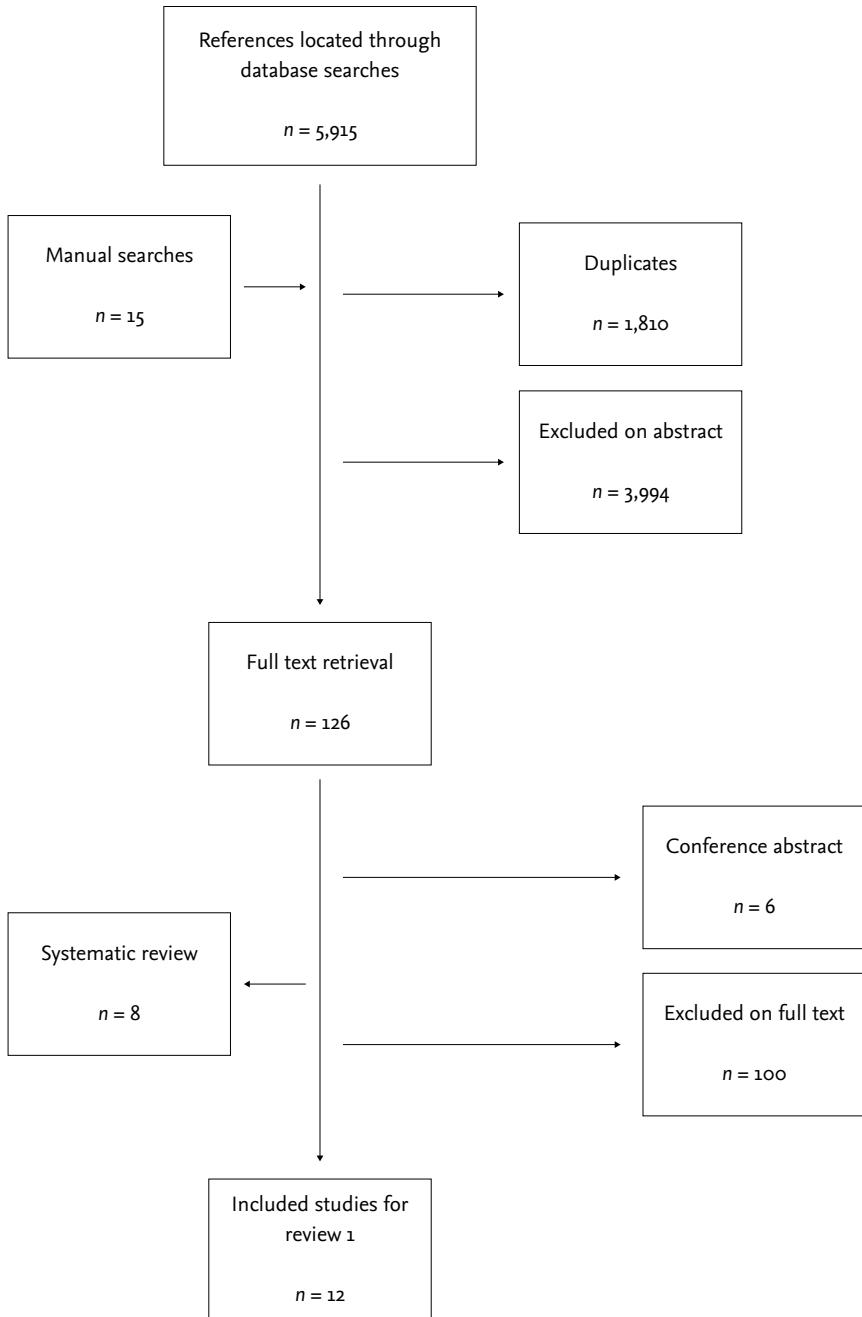 References located through
database searches
n = 5,915
Manual searches
n = 15
Duplicates
n = 1,810
Excluded on abstract
n = 3,994
Full text retrieval
n = 126
Conference abstract
n = 6
Systematic review
n = 8
Excluded on full text
n = 100
Included studies for
review 1
n = 12